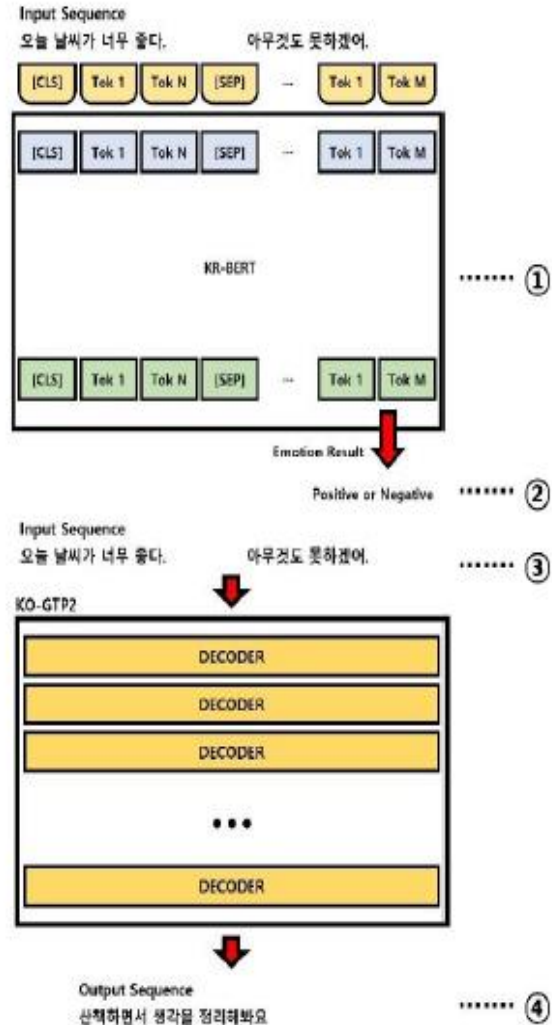 Input Sequence
오늘 날씨가 너무 좋다. 아무것도 못하겠어.
[CLS] Tok 1 Tok N [SEP] ... Tok 1 Tok M
[CLS] Tok 1 Tok N [SEP] ... Tok 1 Tok M
KR-BERT
....... ①
[CLS] Tok 1 Tok N [SEP] ... Tok 1 Tok M
Emotion Result
Positive or Negative ....... ②
Input Sequence
오늘 날씨가 너무 좋다. 아무것도 못하겠어. ....... ③
KO-GTP2
DECODER
DECODER
DECODER
...
DECODER
Output Sequence
산책하면서 생각을 정리해봐요 ....... ④